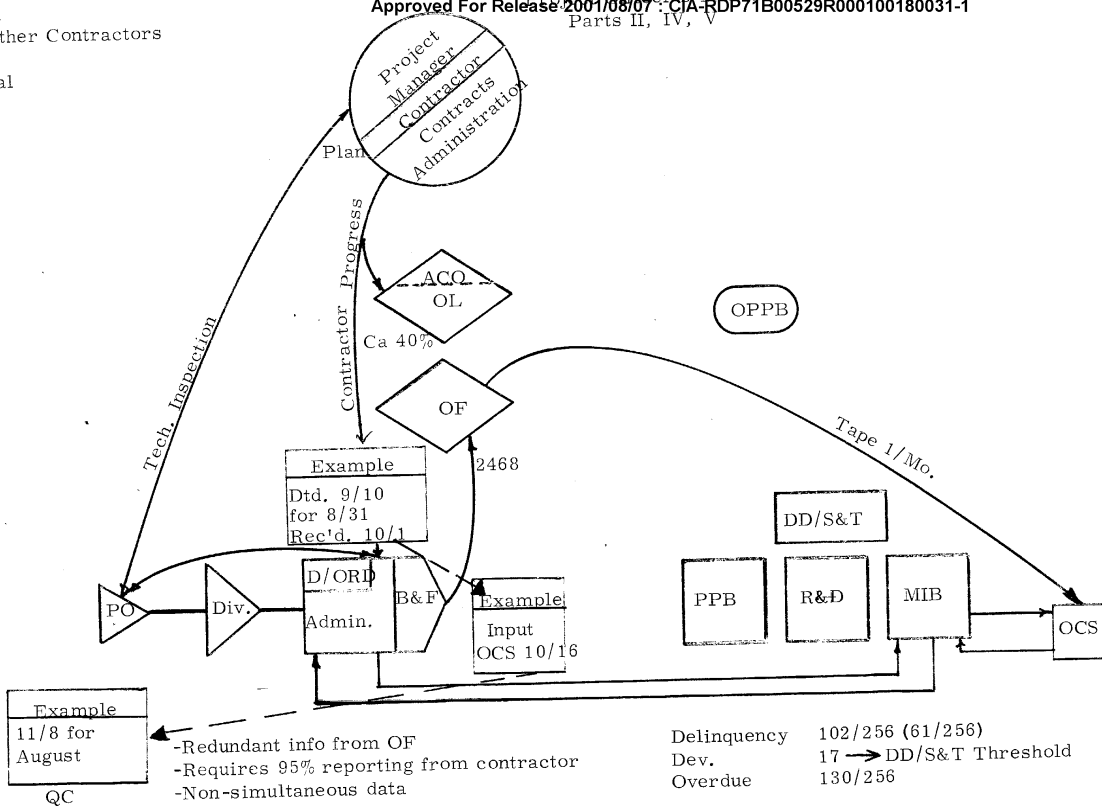 Approved For Release 2001/08/07 : CIA-RDP71B00529R000100180031-1
Parts II, IV, V
ther Contractors
al
Project
Manager
Contractor
Contracts
Administration
Plan
Tech. Inspection
Contractor Progress
ACQ
OL
Ca 40%
OPPB
OF
Tape 1/Mo.
2468
Example
Dtd. 9/10
for 8/31
Rec'd. 10/1
DD/S&T
PO
Div.
D/ORD
Admin.
B&F
Example
Input
OCS 10/16
PPB
R&D
MIB
OCS
Example
11/8 for
August
QC
-Redundant info from OF
-Requires 95% reporting from contractor
-Non-simultaneous data
Delinquency 102/256 (61/256)
Dev. 17 → DD/S&T Threshold
Overdue 130/256